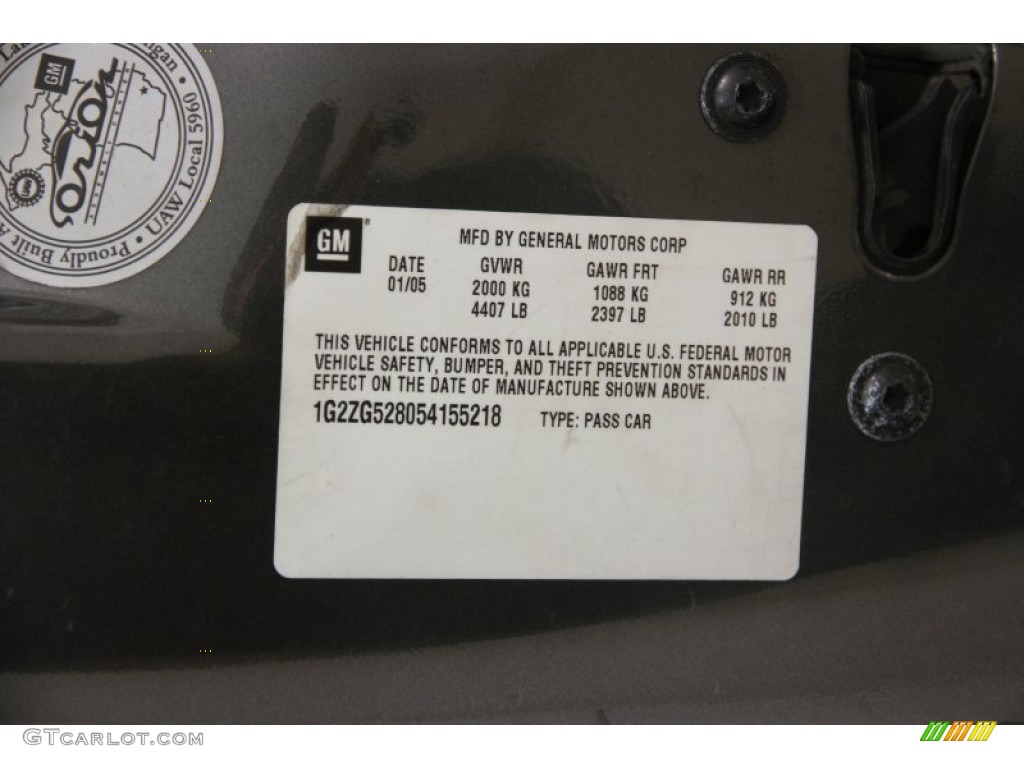 GM
Orion
UAW Local 5960
Proudly Built
GM
MFD BY GENERAL MOTORS CORP
DATE GVWR GAWR FRT GAWR RR
01/05 2000 KG 1088 KG 912 KG
4407 LB 2397 LB 2010 LB
THIS VEHICLE CONFORMS TO ALL APPLICABLE U.S. FEDERAL MOTOR
VEHICLE SAFETY, BUMPER, AND THEFT PREVENTION STANDARDS IN
EFFECT ON THE DATE OF MANUFACTURE SHOWN ABOVE.
1G2ZG528054155218 TYPE: PASS CAR
GTCarlot.com